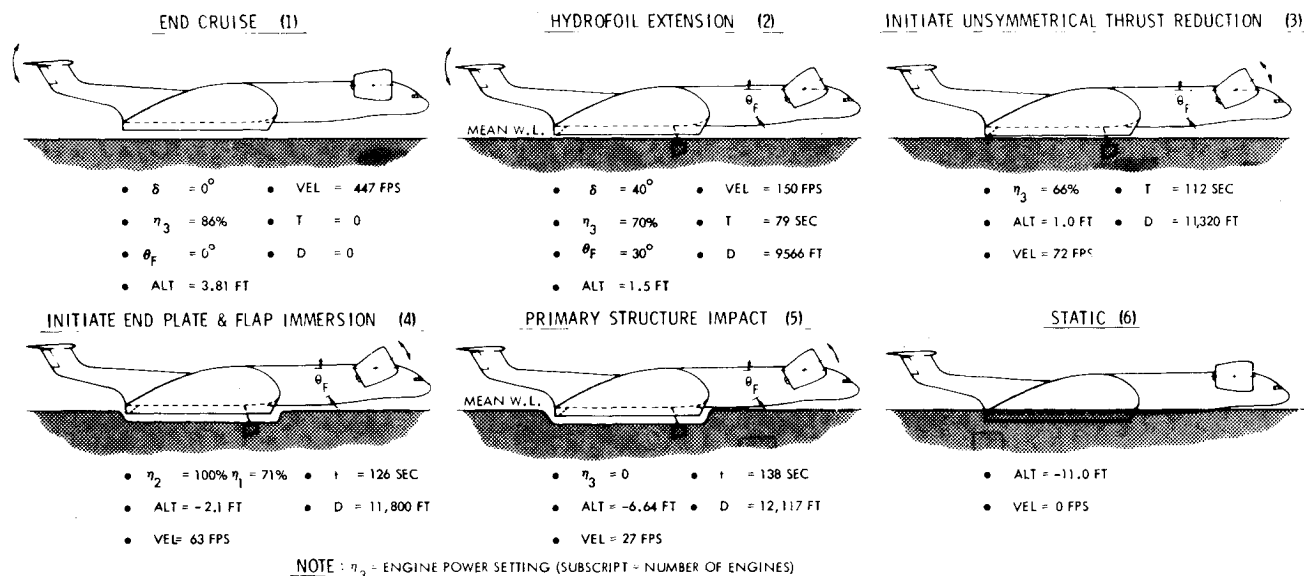 END CRUISE (1)
δ = 0°
VEL = 447 FPS
η3 = 86%
T = 0
θF = 0°
D = 0
ALT = 3.81 FT
HYDROFOIL EXTENSION (2)
θF
MEAN W.L.
δ = 40°
VEL = 150 FPS
η3 = 70%
T = 79 SEC
θF = 30°
D = 9566 FT
ALT = 1.5 FT
INITIATE UNSYMMETRICAL THRUST REDUCTION (3)
θF
η3 = 66%
T = 112 SEC
ALT = 1.0 FT
D = 11,320 FT
VEL = 72 FPS
INITIATE END PLATE & FLAP IMMERSION (4)
θF
η2 = 100% η1 = 71%
t = 126 SEC
ALT = -2.1 FT
D = 11,800 FT
VEL= 63 FPS
PRIMARY STRUCTURE IMPACT (5)
θF
MEAN W.L.
η3 = 0
t = 138 SEC
ALT = -6.64 FT
D = 12,117 FT
VEL = 27 FPS
STATIC (6)
ALT = -11.0 FT
VEL = 0 FPS
NOTE : η3 = ENGINE POWER SETTING (SUBSCRIPT = NUMBER OF ENGINES)